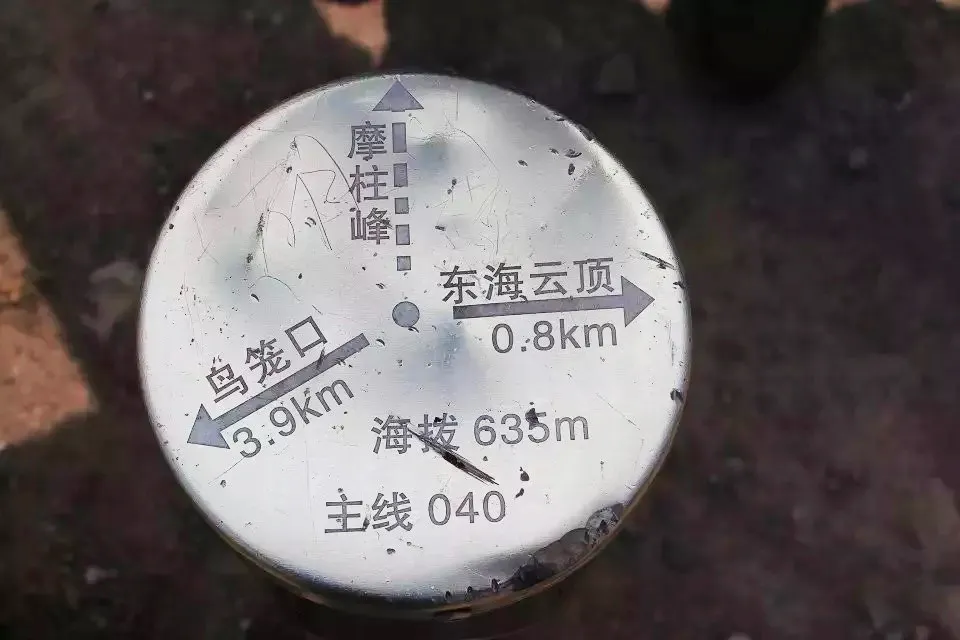 摩柱峰
东海云顶
0.8km
鸟笼口
3.9km
海拔 635m
主线 040